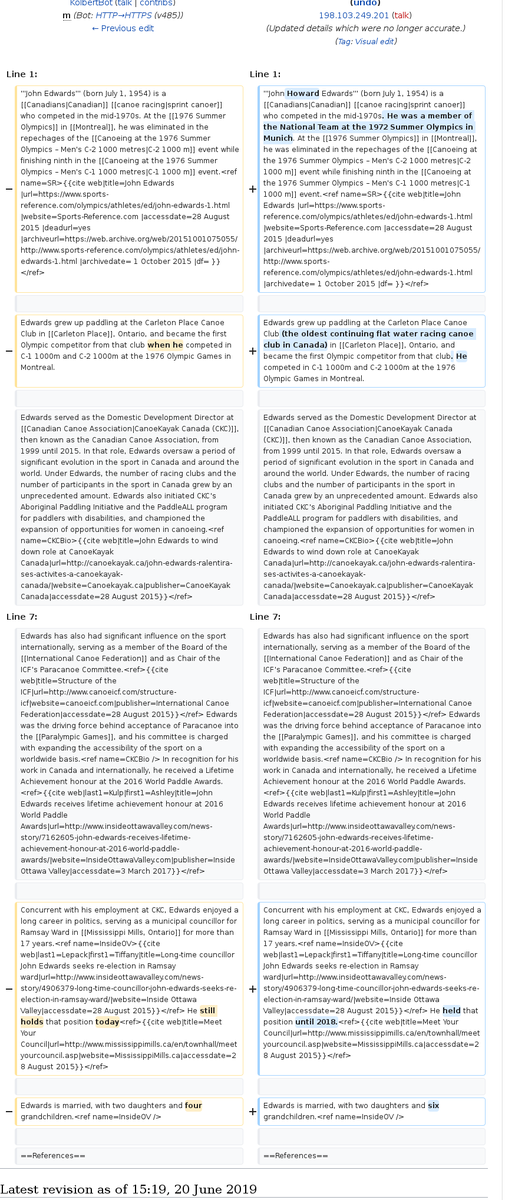 KolbertBot (talk | contribs)
m (Bot: HTTP→HTTPS (v485))
← Previous edit
(undo)
198.103.249.201 (talk)
(Updated details which were no longer accurate.)
(Tag: Visual edit)
Line 1:
'''John Edwards''' (born July 1, 1954) is a
[[Canadians|Canadian]] [[canoe racing|sprint canoer]]
who competed in the mid-1970s. At the [[1976 Summer
Olympics]] in [[Montreal]], he was eliminated in the
repechages of the [[Canoeing at the 1976 Summer
Olympics – Men's C-2 1000 metres|C-2 1000 m]] event while
finishing ninth in the [[Canoeing at the 1976 Summer
Olympics – Men's C-1 1000 metres|C-1 1000 m]] event.<ref
name=SR>{{cite web|title=John Edwards
|url=https://www.sports-
reference.com/olympics/athletes/ed/john-edwards-1.html
|website=Sports-Reference.com |accessdate=28 August
2015 |deadurl=yes
|archiveurl=https://web.archive.org/web/20151001075055/
http://www.sports-reference.com/olympics/athletes/ed/john-
edwards-1.html |archivedate= 1 October 2015 |df= }}
</ref>
Line 1:
'''John Howard Edwards''' (born July 1, 1954) is a
[[Canadians|Canadian]] [[canoe racing|sprint canoer]]
who competed in the mid-1970s. He was a member of
the National Team at the 1972 Summer Olympics in
Munich. At the [[1976 Summer Olympics]] in [[Montreal]],
he was eliminated in the repechages of the [[Canoeing at
the 1976 Summer Olympics – Men's C-2 1000 metres|C-2
1000 m]] event while finishing ninth in the [[Canoeing at
the 1976 Summer Olympics – Men's C-1 1000 metres|C-1
1000 m]] event.<ref name=SR>{{cite web|title=John
Edwards |url=https://www.sports-
reference.com/olympics/athletes/ed/john-edwards-1.html
|website=Sports-Reference.com |accessdate=28 August
2015 |deadurl=yes
|archiveurl=https://web.archive.org/web/20151001075055/
http://www.sports-
reference.com/olympics/athletes/ed/john-edwards-1.html
|archivedate= 1 October 2015 |df= }}</ref>
− Edwards grew up paddling at the Carleton Place Canoe
Club in [[Carleton Place]], Ontario, and became the first
Olympic competitor from that club when he competed in
C-1 1000m and C-2 1000m at the 1976 Olympic Games in
Montreal.
+ Edwards grew up paddling at the Carleton Place Canoe
Club (the oldest continuing flat water racing canoe
club in Canada) in [[Carleton Place]], Ontario, and
became the first Olympic competitor from that club. He
competed in C-1 1000m and C-2 1000m at the 1976
Olympic Games in Montreal.
Edwards served as the Domestic Development Director at
[[Canadian Canoe Association|CanoeKayak Canada (CKC)]],
then known as the Canadian Canoe Association, from
1999 until 2015. In that role, Edwards oversaw a period of
significant evolution in the sport in Canada and around the
world. Under Edwards, the number of racing clubs and the
number of participants in the sport in Canada grew by an
unprecedented amount. Edwards also initiated CKC's
Aboriginal Paddling Initiative and the PaddleALL program
for paddlers with disabilities, and championed the
expansion of opportunities for women in canoeing.<ref
name=CKCBio>{{cite web|title=John Edwards to wind
down role at CanoeKayak
Canada|url=http://canoekayak.ca/john-edwards-ralentira-
ses-activites-a-canoekayak-
canada/|website=Canoekayak.ca|publisher=CanoeKayak
Canada|accessdate=28 August 2015}}</ref>
Edwards served as the Domestic Development Director at
[[Canadian Canoe Association|CanoeKayak Canada
(CKC)]], then known as the Canadian Canoe Association,
from 1999 until 2015. In that role, Edwards oversaw a
period of significant evolution in the sport in Canada and
around the world. Under Edwards, the number of racing
clubs and the number of participants in the sport in
Canada grew by an unprecedented amount. Edwards also
initiated CKC's Aboriginal Paddling Initiative and the
PaddleALL program for paddlers with disabilities, and
championed the expansion of opportunities for women in
canoeing.<ref name=CKCBio>{{cite web|title=John
Edwards to wind down role at CanoeKayak
Canada|url=http://canoekayak.ca/john-edwards-ralentira-
ses-activites-a-canoekayak-
canada/|website=Canoekayak.ca|publisher=CanoeKayak
Canada|accessdate=28 August 2015}}</ref>
Line 7:
Edwards has also had significant influence on the sport
internationally, serving as a member of the Board of the
[[International Canoe Federation]] and as Chair of the
ICF's Paracanoe Committee.<ref>{{cite
web|title=Structure of the
ICF|url=http://www.canoeicf.com/structure-
icf|website=canoeicf.com|publisher=International Canoe
Federation|accessdate=28 August 2015}}</ref> Edwards
was the driving force behind acceptance of Paracanoe into
the [[Paralympic Games]], and his committee is charged
with expanding the accessibility of the sport on a
worldwide basis.<ref name=CKCBio /> In recognition for his
work in Canada and internationally, he received a Lifetime
Achievement honour at the 2016 World Paddle Awards.
<ref>{{cite web|last1=Kulp|first1=Ashley|title=John
Edwards receives lifetime achievement honour at 2016
World Paddle
Awards|url=http://www.insideottawavalley.com/news-
story/7162605-john-edwards-receives-lifetime-
achievement-honour-at-2016-world-paddle-
awards/|website=InsideOttawaValley.com|publisher=Inside
Ottawa Valley|accessdate=3 March 2017}}</ref>
Line 7:
Edwards has also had significant influence on the sport
internationally, serving as a member of the Board of the
[[International Canoe Federation]] and as Chair of the
ICF's Paracanoe Committee.<ref>{{cite
web|title=Structure of the
ICF|url=http://www.canoeicf.com/structure-
icf|website=canoeicf.com|publisher=International Canoe
Federation|accessdate=28 August 2015}}</ref> Edwards
was the driving force behind acceptance of Paracanoe into
the [[Paralympic Games]], and his committee is charged
with expanding the accessibility of the sport on a
worldwide basis.<ref name=CKCBio /> In recognition for his
work in Canada and internationally, he received a Lifetime
Achievement honour at the 2016 World Paddle Awards.
<ref>{{cite web|last1=Kulp|first1=Ashley|title=John
Edwards receives lifetime achievement honour at 2016
World Paddle
Awards|url=http://www.insideottawavalley.com/news-
story/7162605-john-edwards-receives-lifetime-
achievement-honour-at-2016-world-paddle-
awards/|website=InsideOttawaValley.com|publisher=Inside
Ottawa Valley|accessdate=3 March 2017}}</ref>
− Concurrent with his employment at CKC, Edwards enjoyed a
long career in politics, serving as a municipal councillor for
Ramsay Ward in [[Mississippi Mills, Ontario]] for more than
17 years.<ref name=InsideOV>{{cite
web|last1=Lepack|first1=Tiffany|title=Long-time councillor
John Edwards seeks re-election in Ramsay
ward|url=http://www.insideottawavalley.com/news-
story/4906379-long-time-councillor-john-edwards-seeks-re-
election-in-ramsay-ward/|website=Inside Ottawa
Valley|accessdate=28 August 2015}}</ref> He still
holds that position today<ref>{{cite web|title=Meet
Your
Council|url=http://www.mississippimills.ca/en/townhall/meet
yourcouncil.asp|website=MississippiMills.ca|accessdate=2
8 August 2015}}</ref>
+ Concurrent with his employment at CKC, Edwards enjoyed
a long career in politics, serving as a municipal councillor
for Ramsay Ward in [[Mississippi Mills, Ontario]] for more
than 17 years.<ref name=InsideOV>{{cite
web|last1=Lepack|first1=Tiffany|title=Long-time councillor
John Edwards seeks re-election in Ramsay
ward|url=http://www.insideottawavalley.com/news-
story/4906379-long-time-councillor-john-edwards-seeks-re-
election-in-ramsay-ward/|website=Inside Ottawa
Valley|accessdate=28 August 2015}}</ref> He held that
position until 2018.<ref>{{cite web|title=Meet Your
Council|url=http://www.mississippimills.ca/en/townhall/meet
yourcouncil.asp|website=MississippiMills.ca|accessdate=2
8 August 2015}}</ref>
− Edwards is married, with two daughters and four
grandchildren.<ref name=InsideOV />
+ Edwards is married, with two daughters and six
grandchildren.<ref name=InsideOV />
==References==
==References==
Latest revision as of 15:19, 20 June 2019